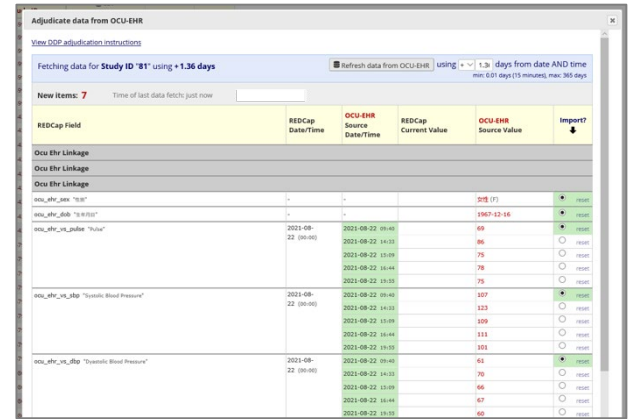 Adjudicate data from OCU-EHR
View DDP adjudication instructions
Fetching data for Study ID "81" using +1.36 days
Refresh data from OCU-EHR using + 1.3 days from date AND time
min: 0.01 days (15 minutes), max: 365 days
New items: 7 Time of last data fetch: just now
REDCap Field REDCap Date/Time OCU-EHR Source Date/Time REDCap Current Value OCU-EHR Source Value Import?
Ocu Ehr Linkage
Ocu Ehr Linkage
Ocu Ehr Linkage
ocu_ehr_sex "性別" - - 女性 (F) reset
ocu_ehr_dob "生年月日" - - 1967-12-16 reset
ocu_ehr_vs_pulse "Pulse" 2021-08-22 (00:00) 2021-08-22 09:40 69 reset
2021-08-22 14:33 86 reset
2021-08-22 15:09 75 reset
2021-08-22 16:44 78 reset
2021-08-22 19:55 75 reset
ocu_ehr_vs_sbp "Systolic Blood Pressure" 2021-08-22 (00:00) 2021-08-22 09:40 107 reset
2021-08-22 14:33 123 reset
2021-08-22 15:09 109 reset
2021-08-22 16:44 111 reset
2021-08-22 19:55 101 reset
ocu_ehr_vs_dbp "Duastolic Blood Pressure" 2021-08-22 (00:00) 2021-08-22 09:40 61 reset
2021-08-22 14:33 70 reset
2021-08-22 15:09 66 reset
2021-08-22 16:44 67 reset
2021-08-22 19:55 60 reset